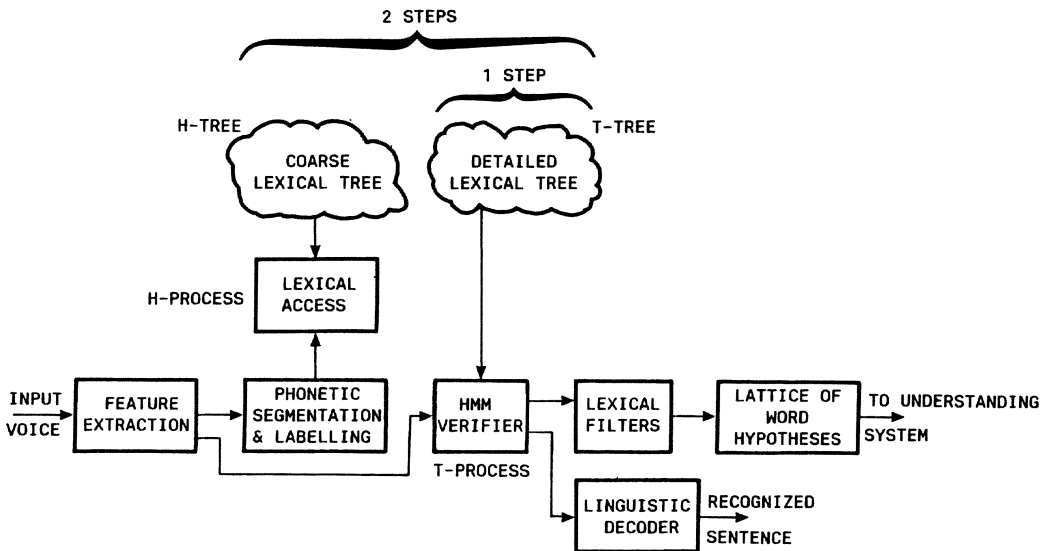 2 STEPS
1 STEP
H-TREE
T-TREE
COARSE
LEXICAL TREE
DETAILED
LEXICAL TREE
H-PROCESS
LEXICAL
ACCESS
INPUT
VOICE
FEATURE
EXTRACTION
PHONETIC
SEGMENTATION
& LABELLING
HMM
VERIFIER
T-PROCESS
LEXICAL
FILTERS
LATTICE OF
WORD
HYPOTHESES
TO UNDERSTANDING
SYSTEM
LINGUISTIC
DECODER
RECOGNIZED
SENTENCE